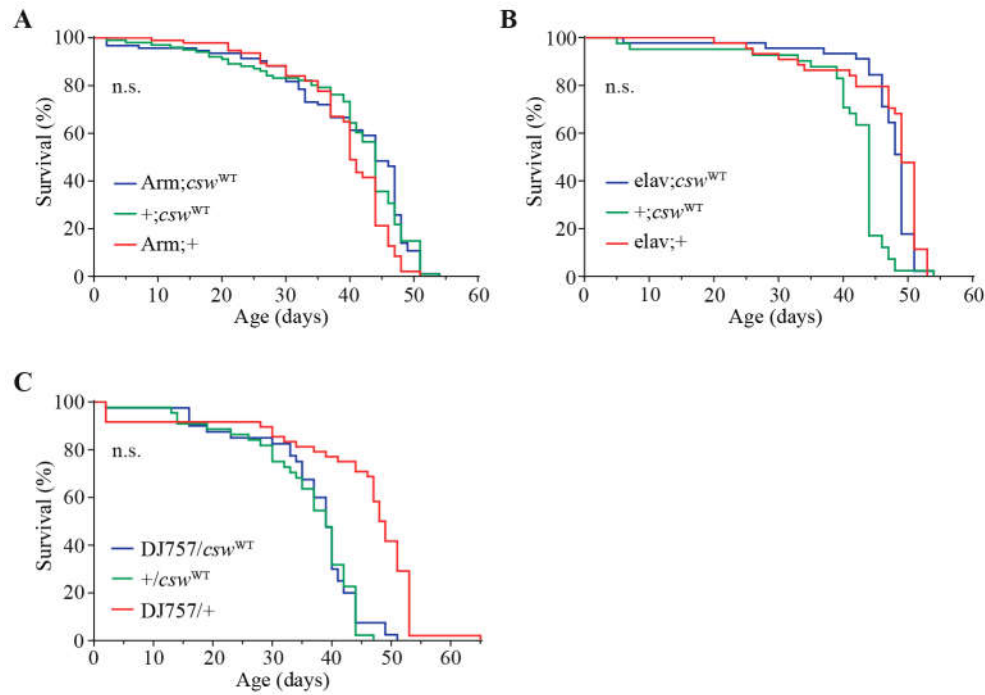 A
Survival (%)
100
80
60
40
20
0
n.s.
Arm;csw^WT
+;csw^WT
Arm;+
0 10 20 30 40 50 60
Age (days)
B
Survival (%)
100
80
60
40
20
0
n.s.
elav;csw^WT
+;csw^WT
elav;+
0 10 20 30 40 50 60
Age (days)
C
Survival (%)
100
80
60
40
20
0
n.s.
DJ757/csw^WT
+/csw^WT
DJ757/+
0 10 20 30 40 50 60
Age (days)